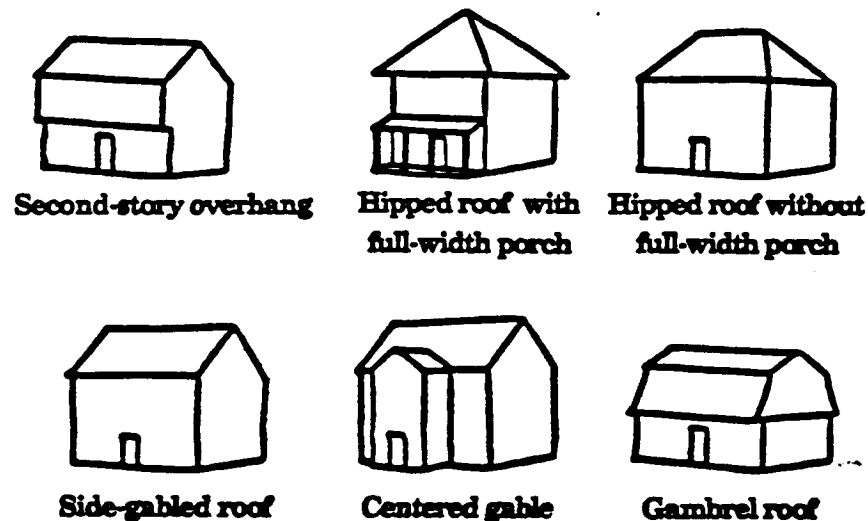 Second-story overhang
Hipped roof with
full-width porch
Hipped roof without
full-width porch
Side-gabled roof
Centered gable
Gambrel roof